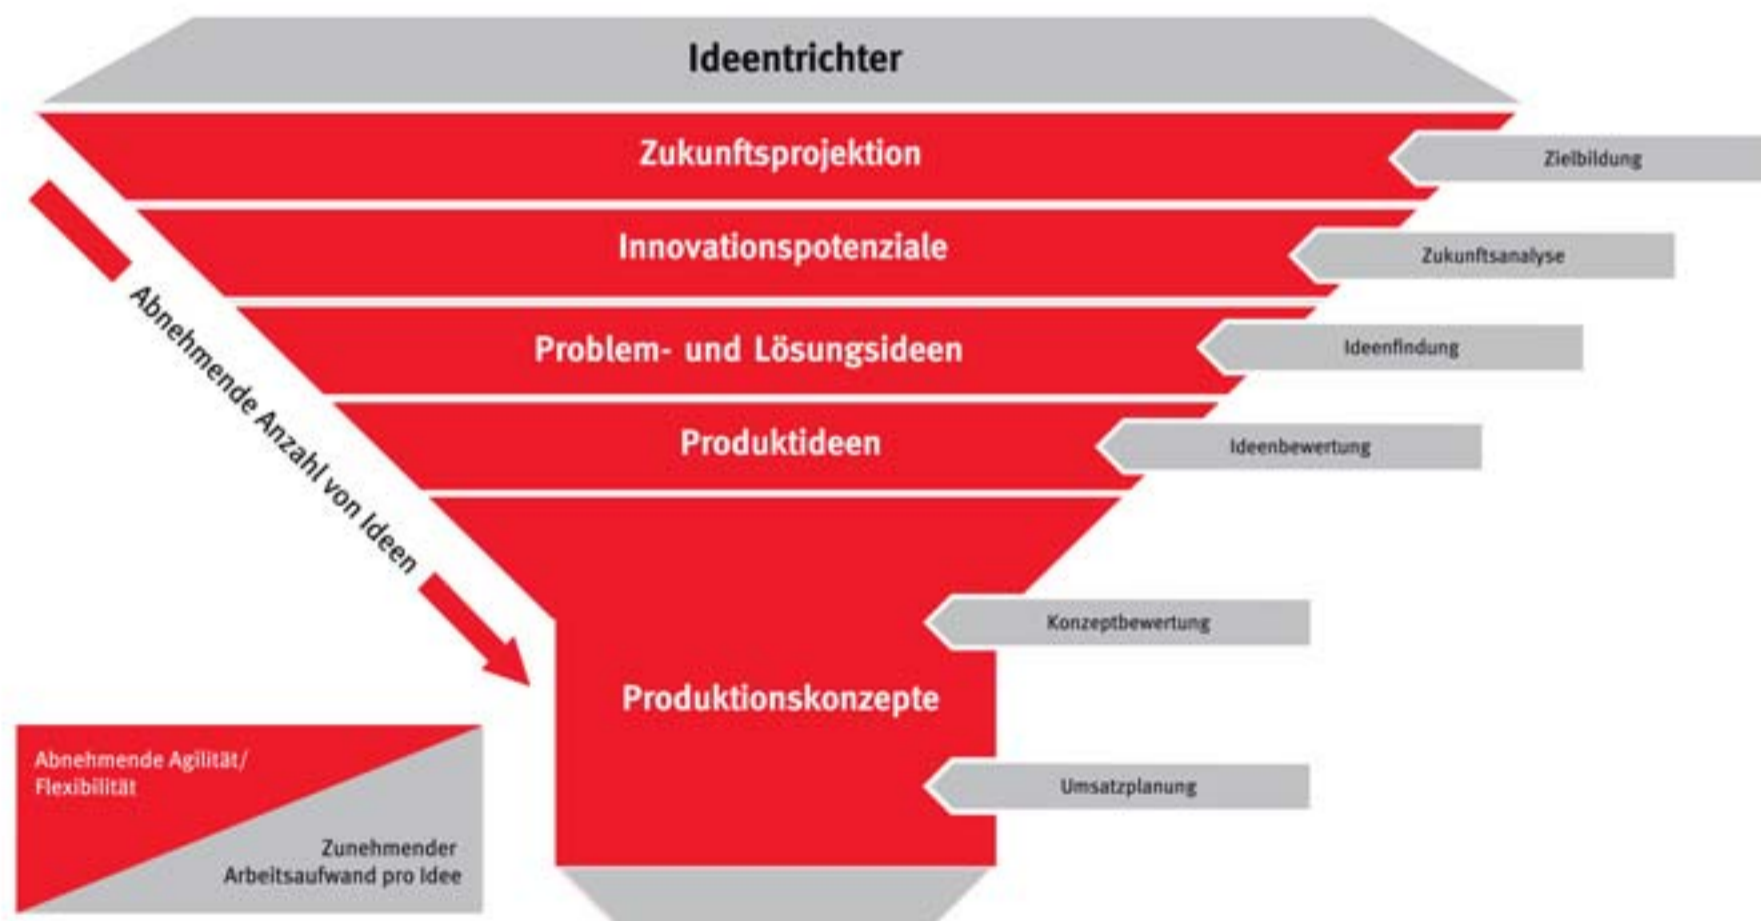 Ideentrichter
Zukunftsprojektion
Zielbildung
Innovationspotenziale
Zukunftsanalyse
Problem- und Lösungsideen
Ideenfindung
Produktideen
Ideenbewertung
Abnehmende Anzahl von Ideen
Konzeptbewertung
Produktionskonzepte
Umsatzplanung
Abnehmende Agilität/
Flexibilität
Zunehmender
Arbeitsaufwand pro Idee